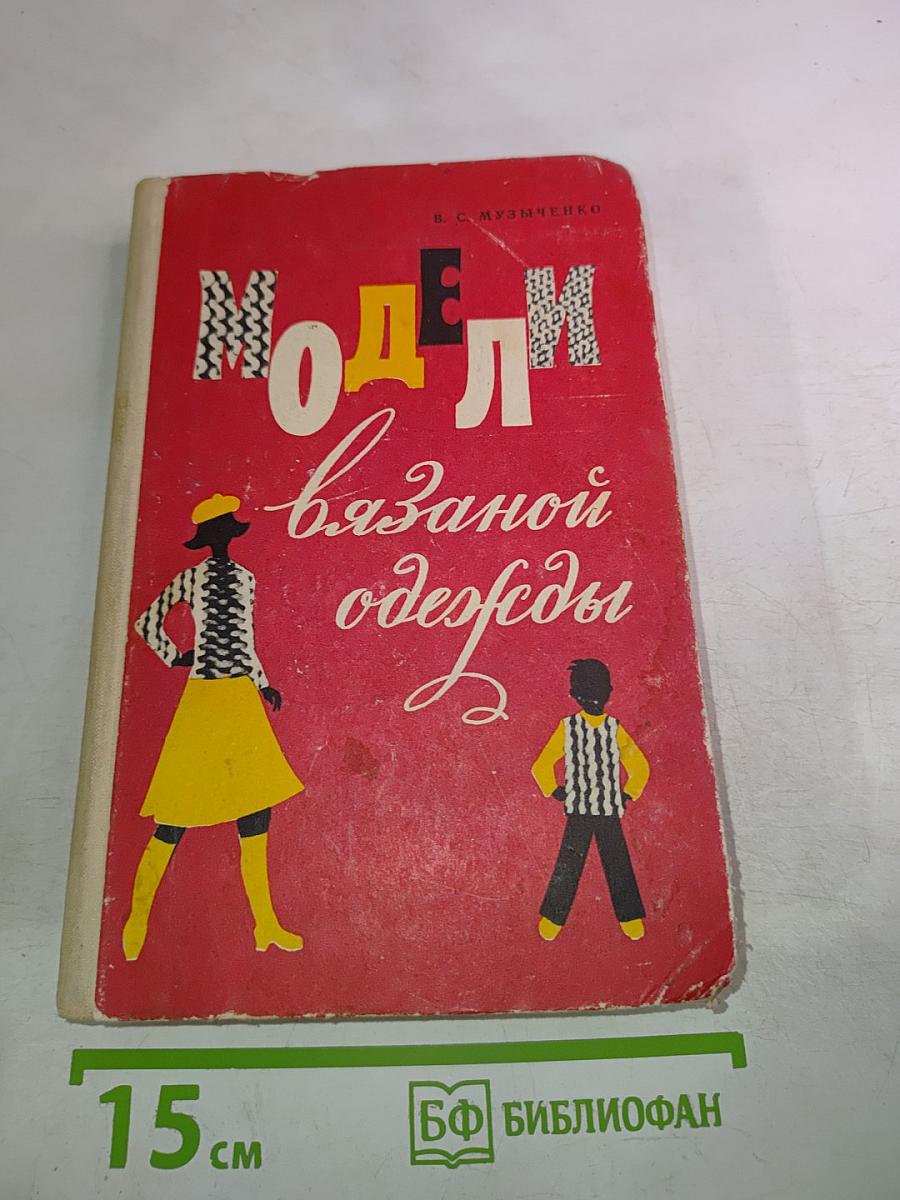 В. С. МУЗЫЧЕНКО
МОДЕЛИ
вязаной
одежды
15 см
БФ БИБЛИОФАН